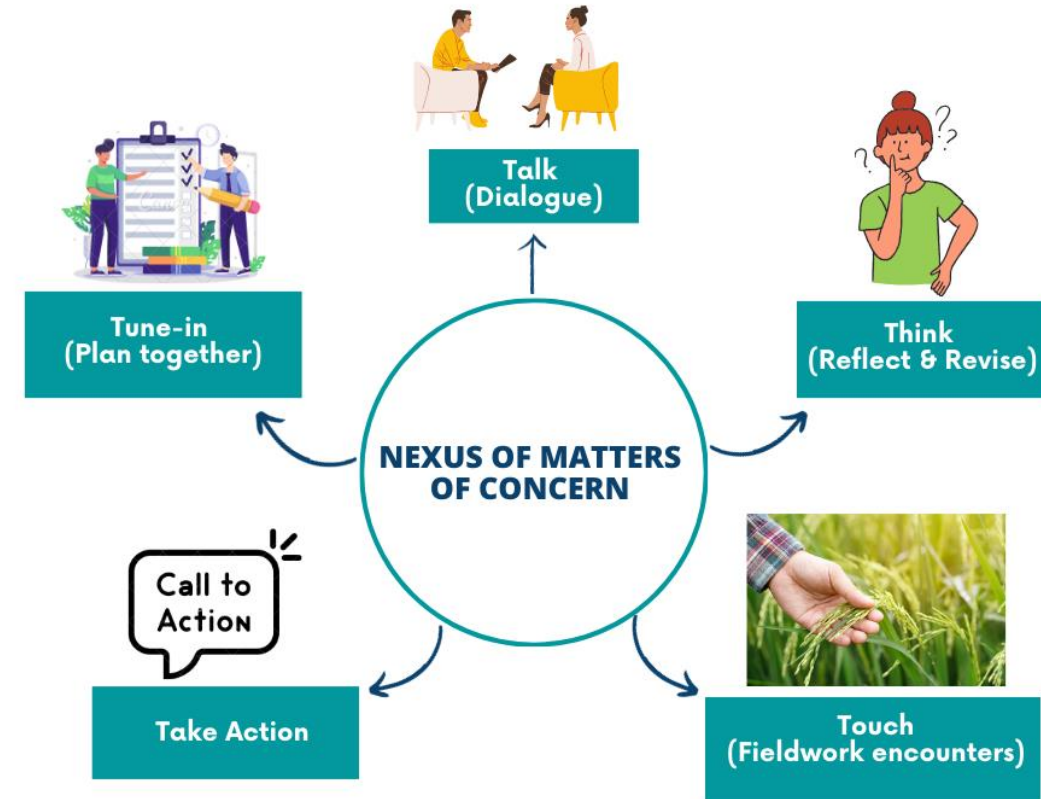 Talk
(Dialogue)
Tune-in
(Plan together)
Think
(Reflect & Revise)
NEXUS OF MATTERS
OF CONCERN
Call to
Action
Take Action
Touch
(Fieldwork encounters)